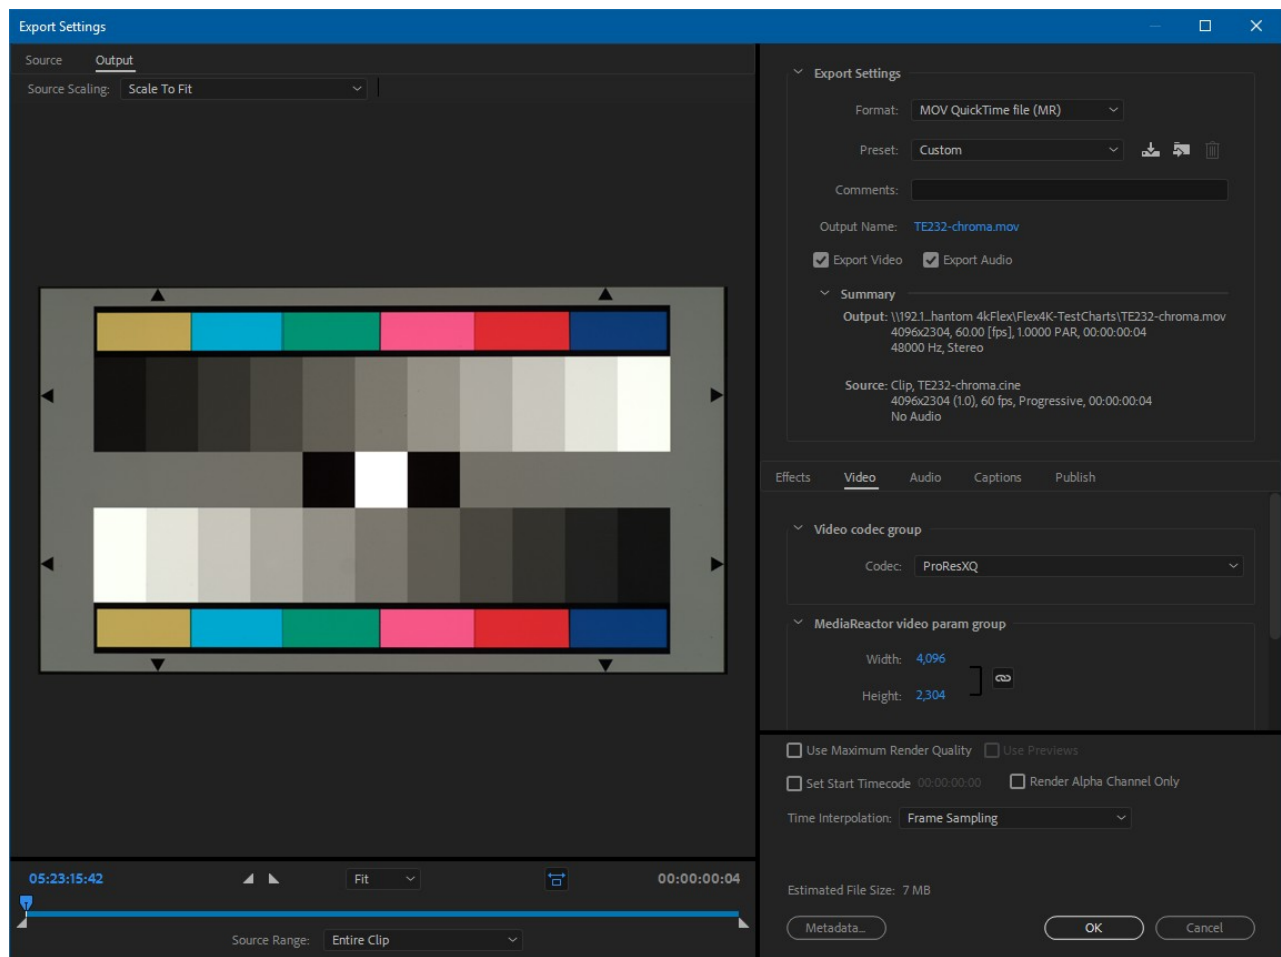 Export Settings
Source Output
Source Scaling: Scale To Fit
Export Settings
Format: MOV QuickTime file (MR)
Preset: Custom
Comments:
Output Name: TE232-chroma.mov
Export Video Export Audio
Summary
Output: \\192.1...hantom 4kFlex\Flex4K-TestCharts\TE232-chroma.mov
4096x2304, 60.00 [fps], 1.0000 PAR, 00:00:00:04
48000 Hz, Stereo
Source: Clip, TE232-chroma.cine
4096x2304 (1.0), 60 fps, Progressive, 00:00:00:04
No Audio
Effects Video Audio Captions Publish
Video codec group
Codec: ProResXQ
MediaReactor video param group
Width: 4,096
Height: 2,304
Use Maximum Render Quality Use Previews
Set Start Timecode 00:00:00:00 Render Alpha Channel Only
Time Interpolation: Frame Sampling
Estimated File Size: 7 MB
Metadata... OK Cancel
05:23:15:42 Fit 00:00:00:04
Source Range: Entire Clip